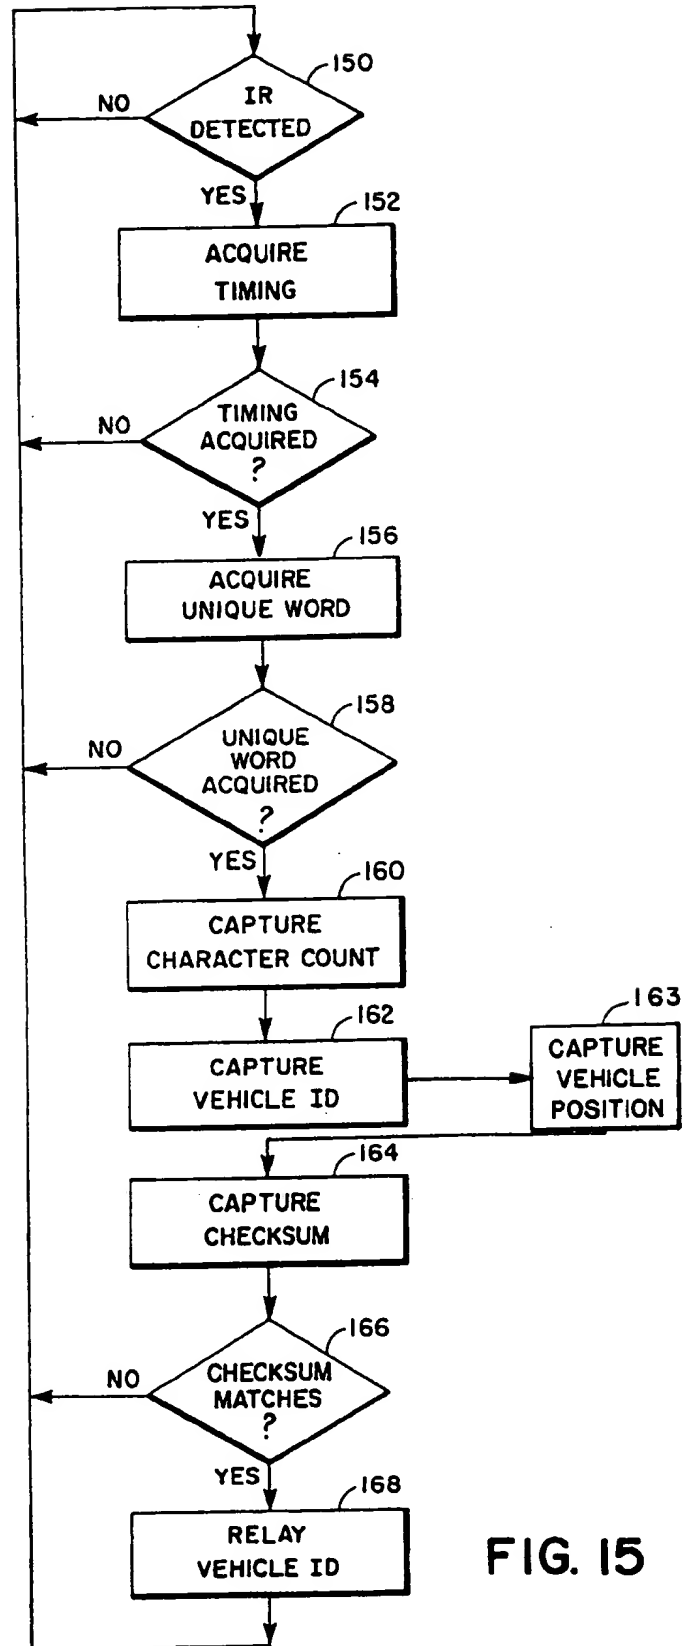 150
IR
DETECTED
NO
YES
152
ACQUIRE
TIMING
154
TIMING
ACQUIRED
?
NO
YES
156
ACQUIRE
UNIQUE WORD
158
UNIQUE
WORD
ACQUIRED
?
NO
YES
160
CAPTURE
CHARACTER COUNT
162
CAPTURE
VEHICLE ID
163
CAPTURE
VEHICLE
POSITION
164
CAPTURE
CHECKSUM
166
CHECKSUM
MATCHES
?
NO
YES
168
RELAY
VEHICLE ID
FIG. 15